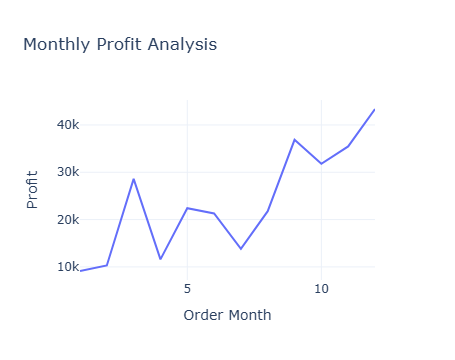 Monthly Profit Analysis
40k
30k
20k
10k
Profit
5 10
Order Month